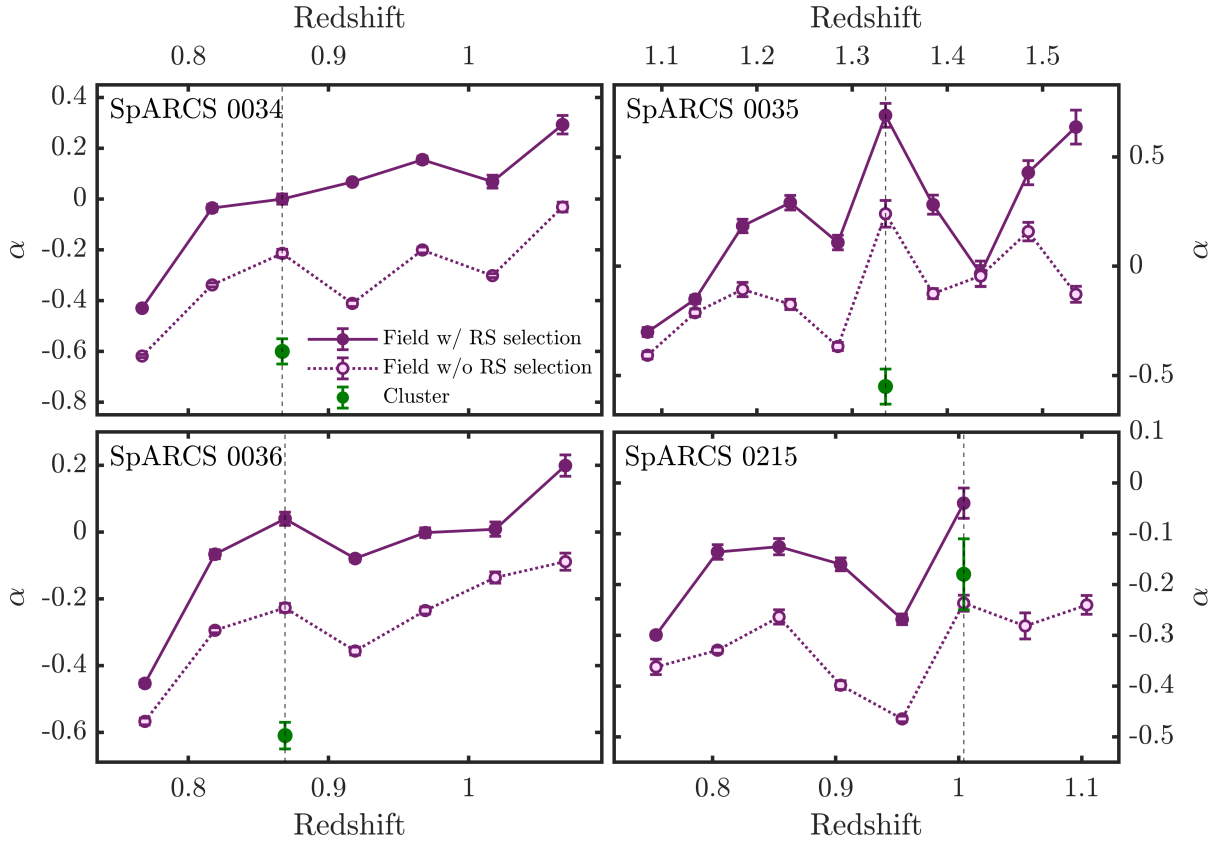 Redshift Redshift
0.8 0.9 1 1.1 1.2 1.3 1.4 1.5
SpARCS 0034 SpARCS 0035
0.4
0.2
0
-0.2
-0.4
-0.6
-0.8
α
Field w/ RS selection
Field w/o RS selection
Cluster
0.5
0
-0.5
α
SpARCS 0036 SpARCS 0215
0.2
0
-0.2
-0.4
-0.6
α
0.1
0
-0.1
-0.2
-0.3
-0.4
-0.5
α
0.8 0.9 1 0.8 0.9 1 1.1
Redshift Redshift